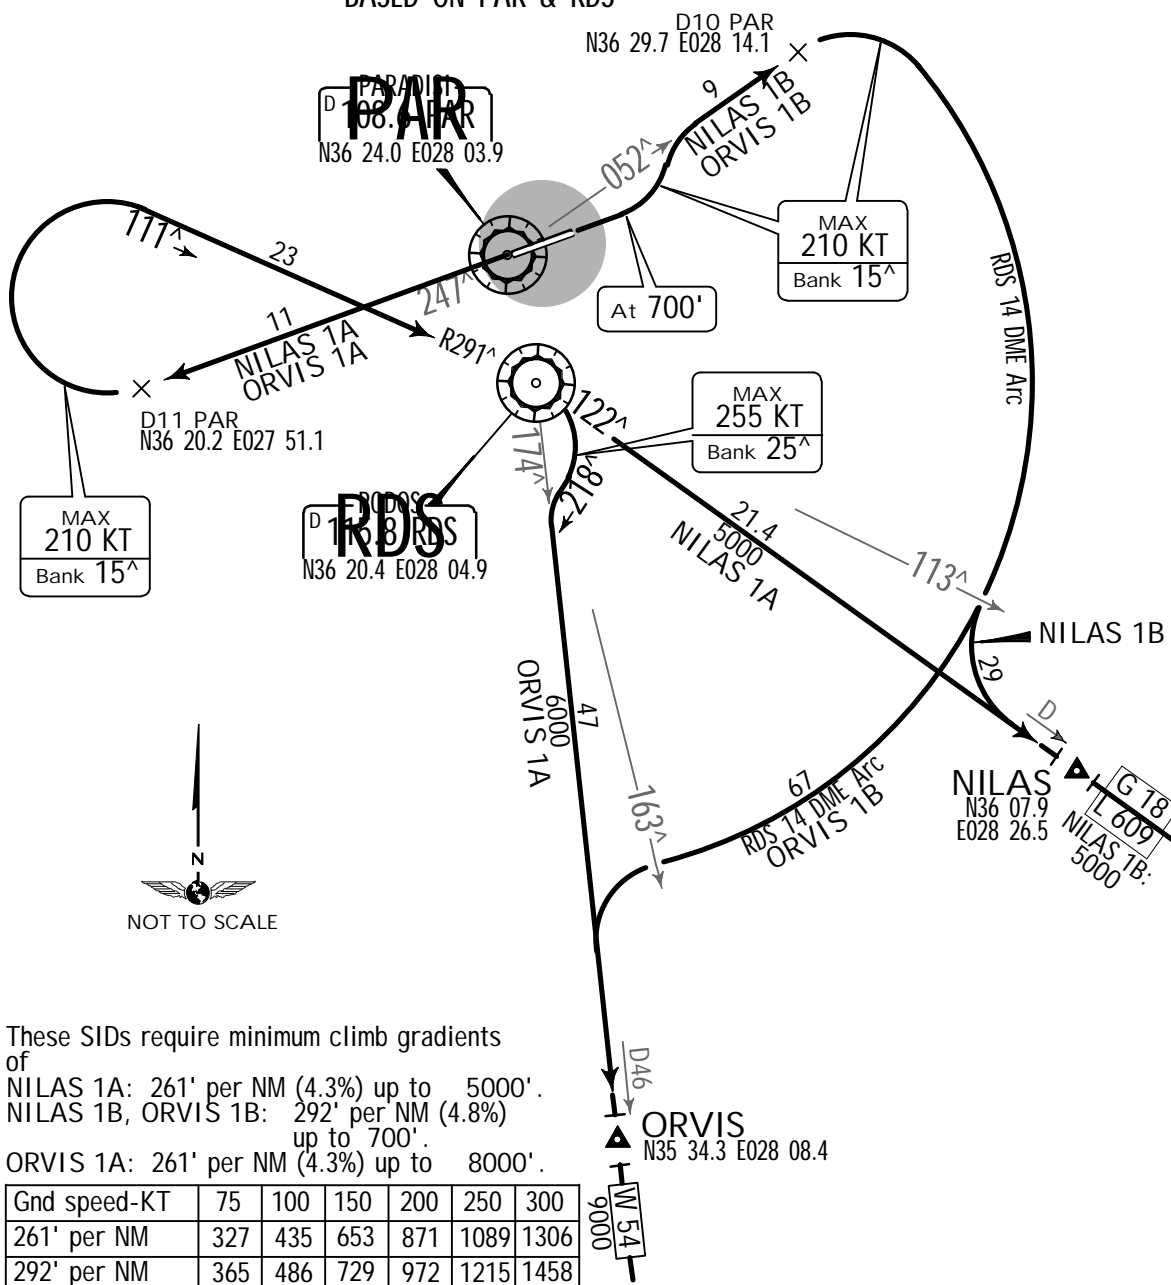 BASED ON PAR & RDS
D10 PAR
N36 29.7 E028 14.1
PARADISI
D 108.6 PAR
PAR
N36 24.0 E028 03.9
9
NILAS 1B
ORVIS 1B
052^
111^
23
MAX
210 KT
Bank 15^
RDS 14 DME Arc
At 700'
247^
11
NILAS 1A
ORVIS 1A
R291^
D11 PAR
N36 20.2 E027 51.1
MAX
255 KT
Bank 25^
122^
174^
218^
MAX
210 KT
Bank 15^
RODOS
D 115.8 RDS
RDS
N36 20.4 E028 04.9
21.4
5000
NILAS 1A
113^
NILAS 1B
29
ORVIS 1A
6000
47
163^
67
RDS 14 DME Arc
ORVIS 1B
D
NILAS
N36 07.9
E028 26.5
G 18
L 609
NILAS 1B:
5000
N
NOT TO SCALE
These SIDs require minimum climb gradients
of
NILAS 1A: 261' per NM (4.3%) up to 5000'.
NILAS 1B, ORVIS 1B: 292' per NM (4.8%)
up to 700'.
ORVIS 1A: 261' per NM (4.3%) up to 8000'.
D46
ORVIS
N35 34.3 E028 08.4
W 54
9000
Gnd speed-KT 75 100 150 200 250 300
261' per NM 327 435 653 871 1089 1306
292' per NM 365 486 729 972 1215 1458